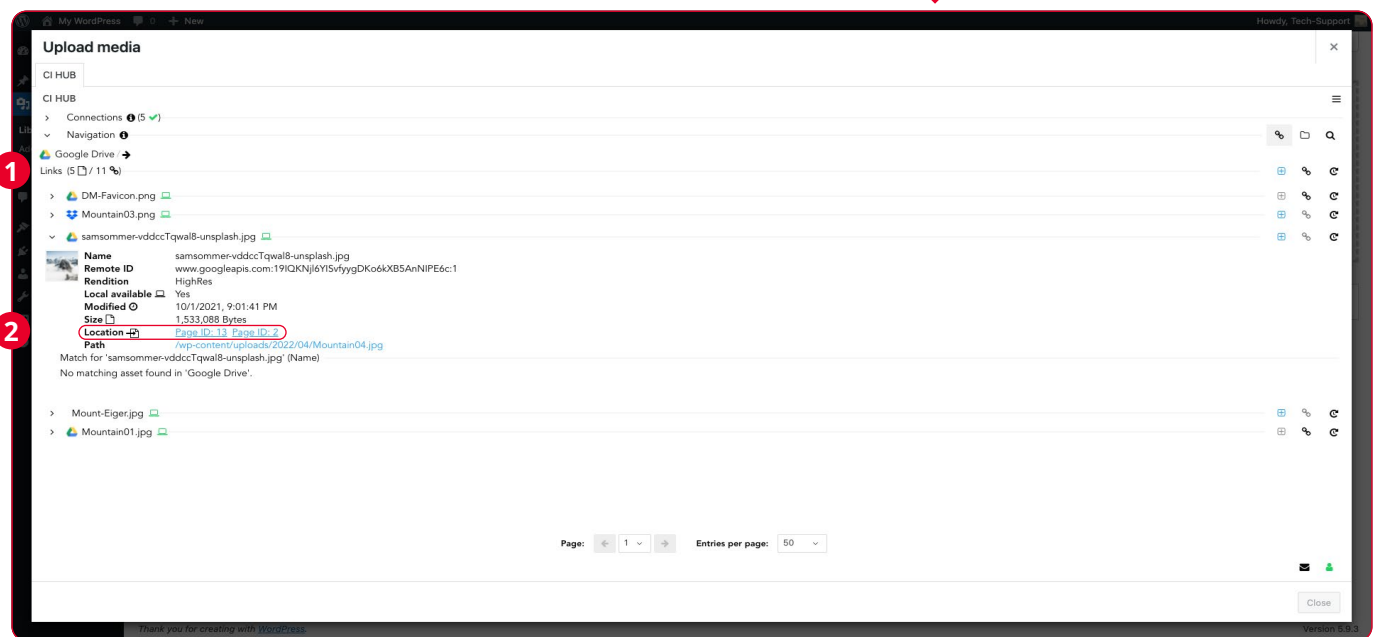 My WordPress 0 + New Howdy, Tech-Support
Upload media ×
CI HUB
CI HUB
Connections (5 ✓)
Navigation
Google Drive / →
1
Links (5 / 11 )
DM-Favicon.png
Mountain03.png
samsommer-vddccTqwal8-unsplash.jpg
Name samsommer-vddccTqwal8-unsplash.jpg
Remote ID www.googleapis.com:19IQKNjl6YISvfyygDKo6kXB5AnNIPE6c:1
Rendition HighRes
Local available Yes
Modified 10/1/2021, 9:01:41 PM
Size 1,533,088 Bytes
2
Location Page ID: 13 Page ID: 2
Path /wp-content/uploads/2022/04/Mountain04.jpg
Match for 'samsommer-vddccTqwal8-unsplash.jpg' (Name)
No matching asset found in 'Google Drive'.
Mount-Eiger.jpg
Mountain01.jpg
Page: ← 1 → Entries per page: 50
Close
Thank you for creating with WordPress. Version 5.9.3